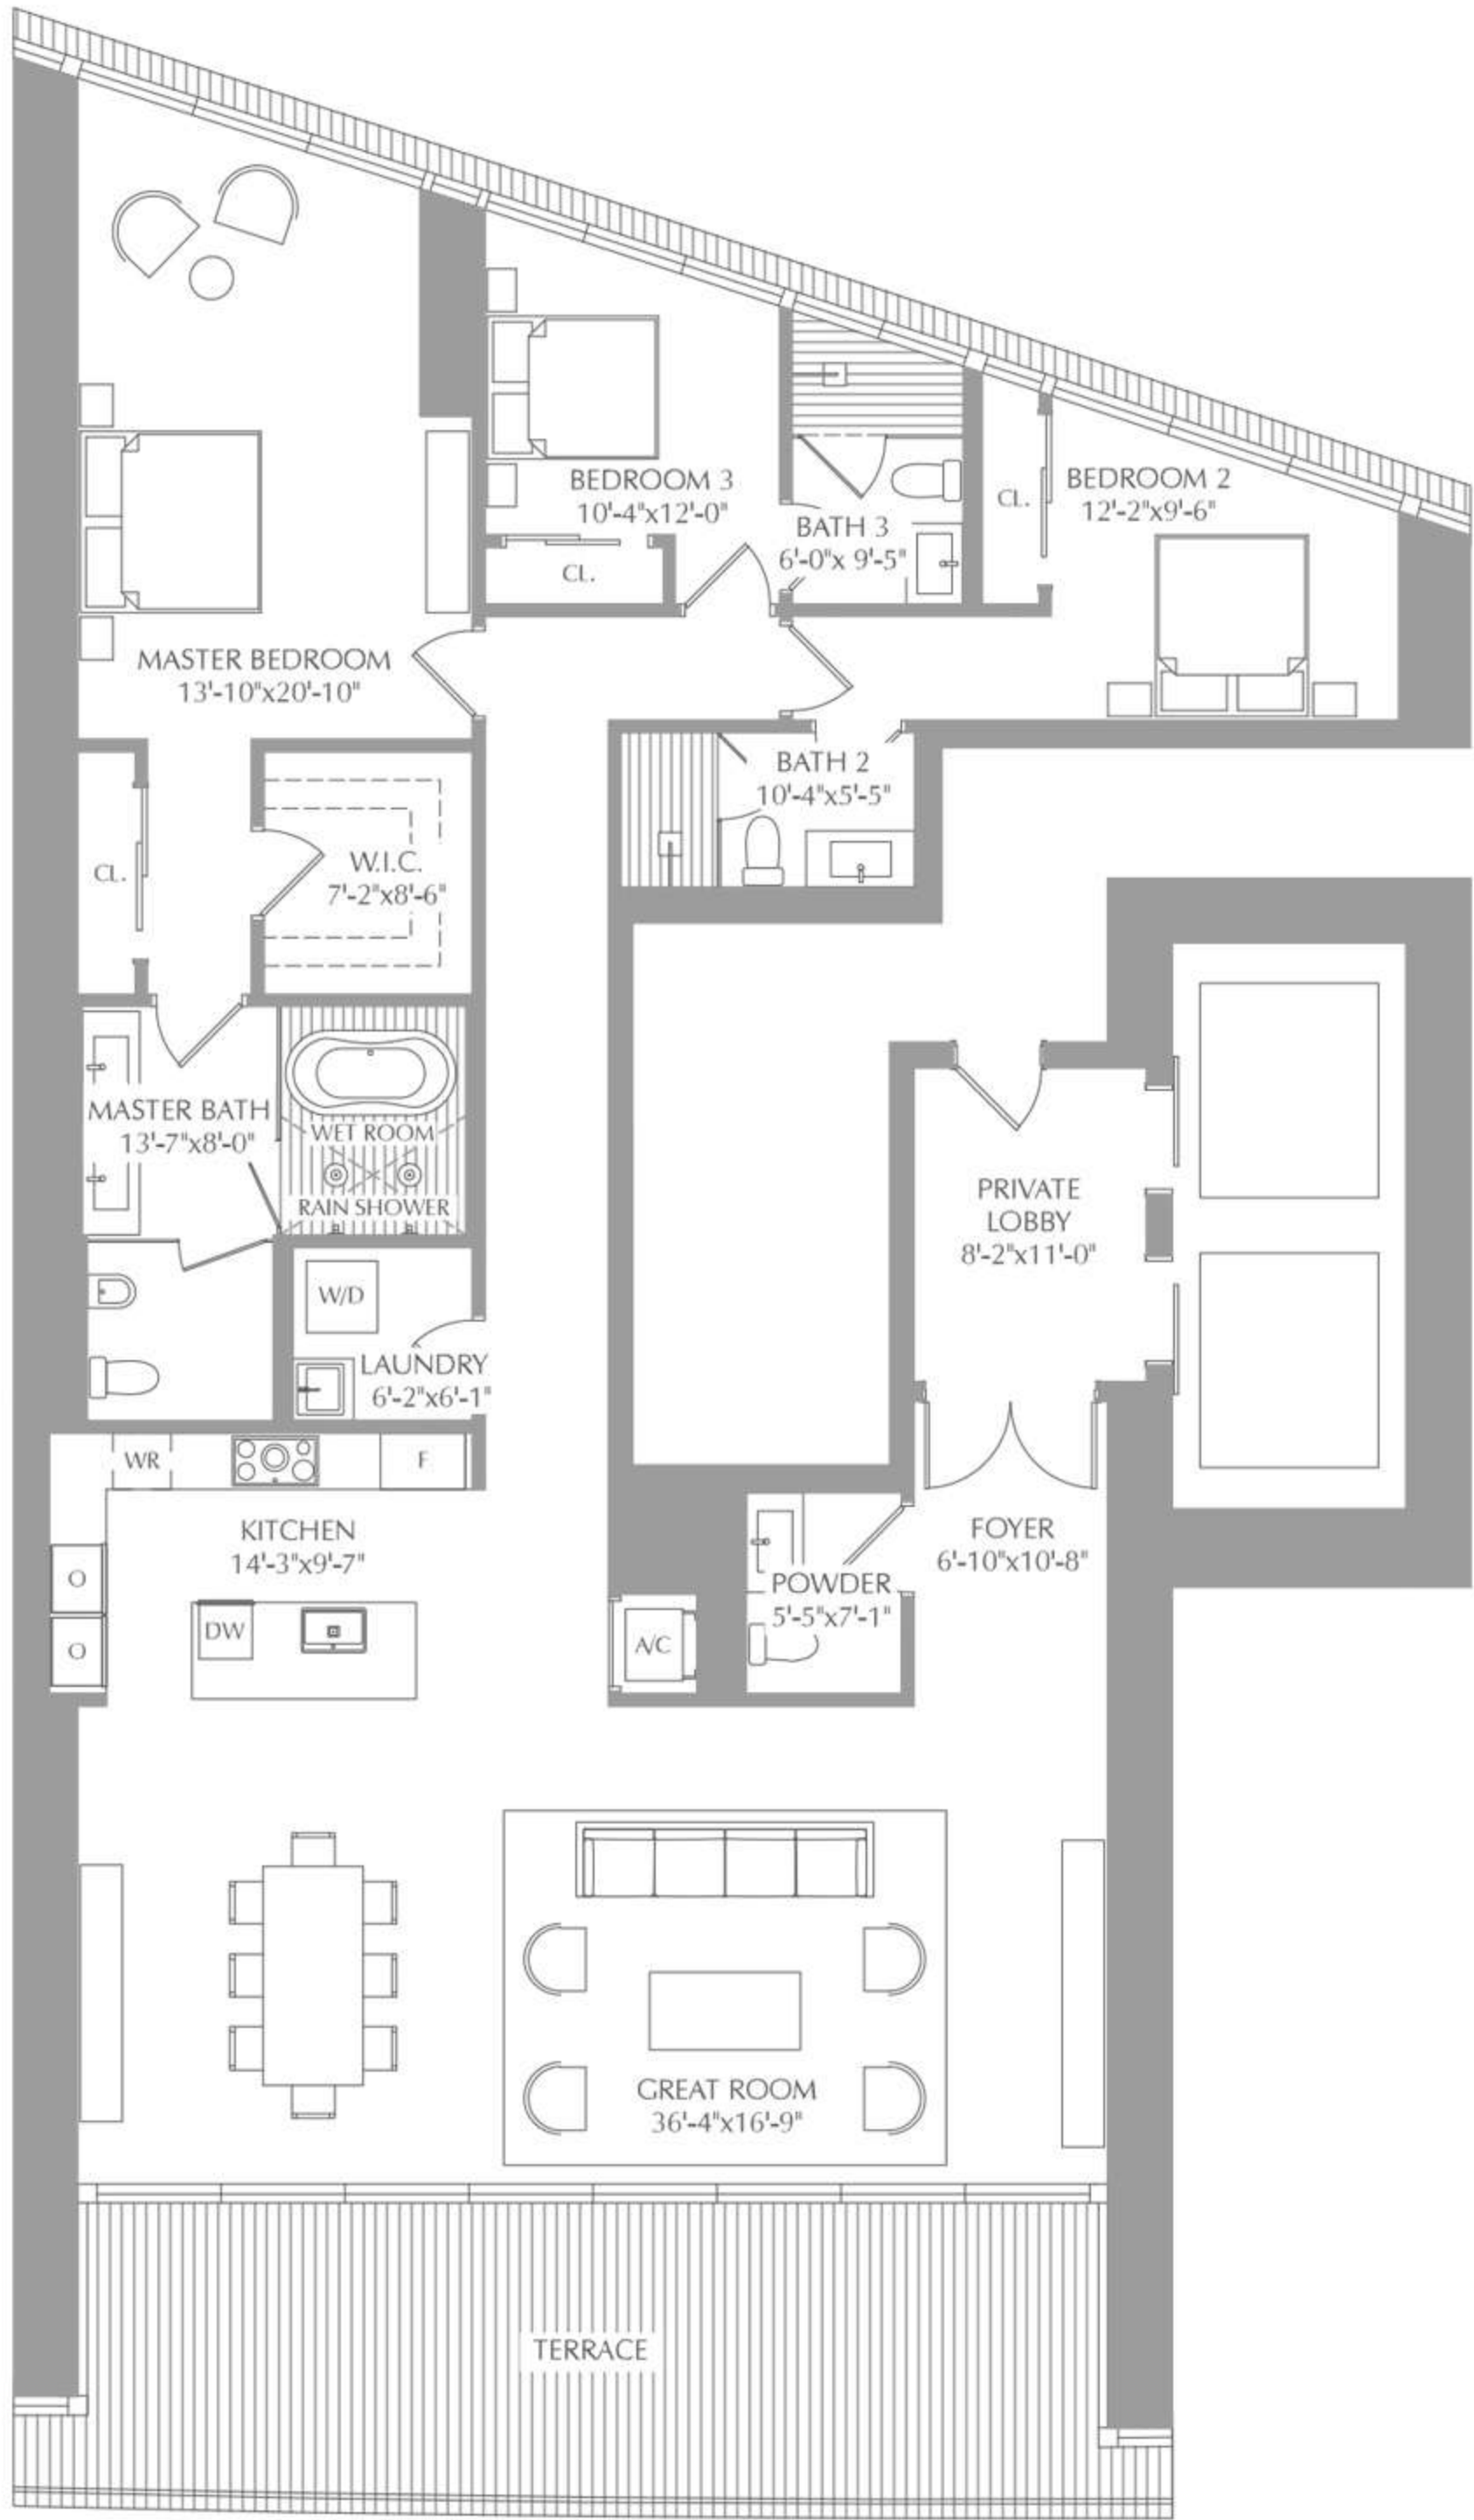 BEDROOM 3
10'-4"x12'-0"
CL.
BATH 3
6'-0"x 9'-5"
CL.
BEDROOM 2
12'-2"x9'-6"
MASTER BEDROOM
13'-10"x20'-10"
BATH 2
10'-4"x5'-5"
CL.
W.I.C.
7'-2"x8'-6"
MASTER BATH
13'-7"x8'-0"
WET ROOM
RAIN SHOWER
PRIVATE
LOBBY
8'-2"x11'-0"
W/D
LAUNDRY
6'-2"x6'-1"
WR
F
KITCHEN
14'-3"x9'-7"
O
O
DW
A/C
POWDER
5'-5"x7'-1"
FOYER
6'-10"x10'-8"
GREAT ROOM
36'-4"x16'-9"
TERRACE